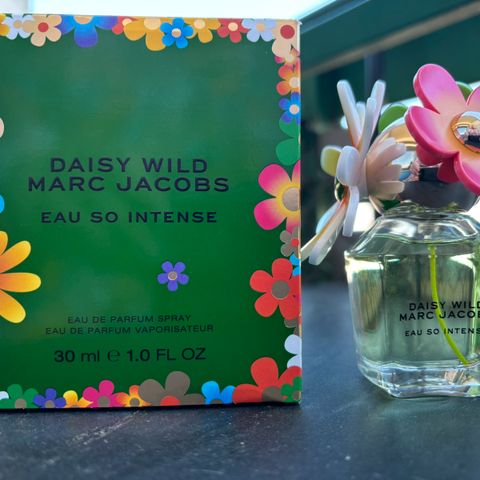 DAISY WILD
MARC JACOBS
EAU SO INTENSE
EAU DE PARFUM SPRAY
EAU DE PARFUM VAPORISATEUR
30 ml ℮ 1.0 FL OZ
DAISY WILD
MARC JACOBS
EAU SO INTENSE